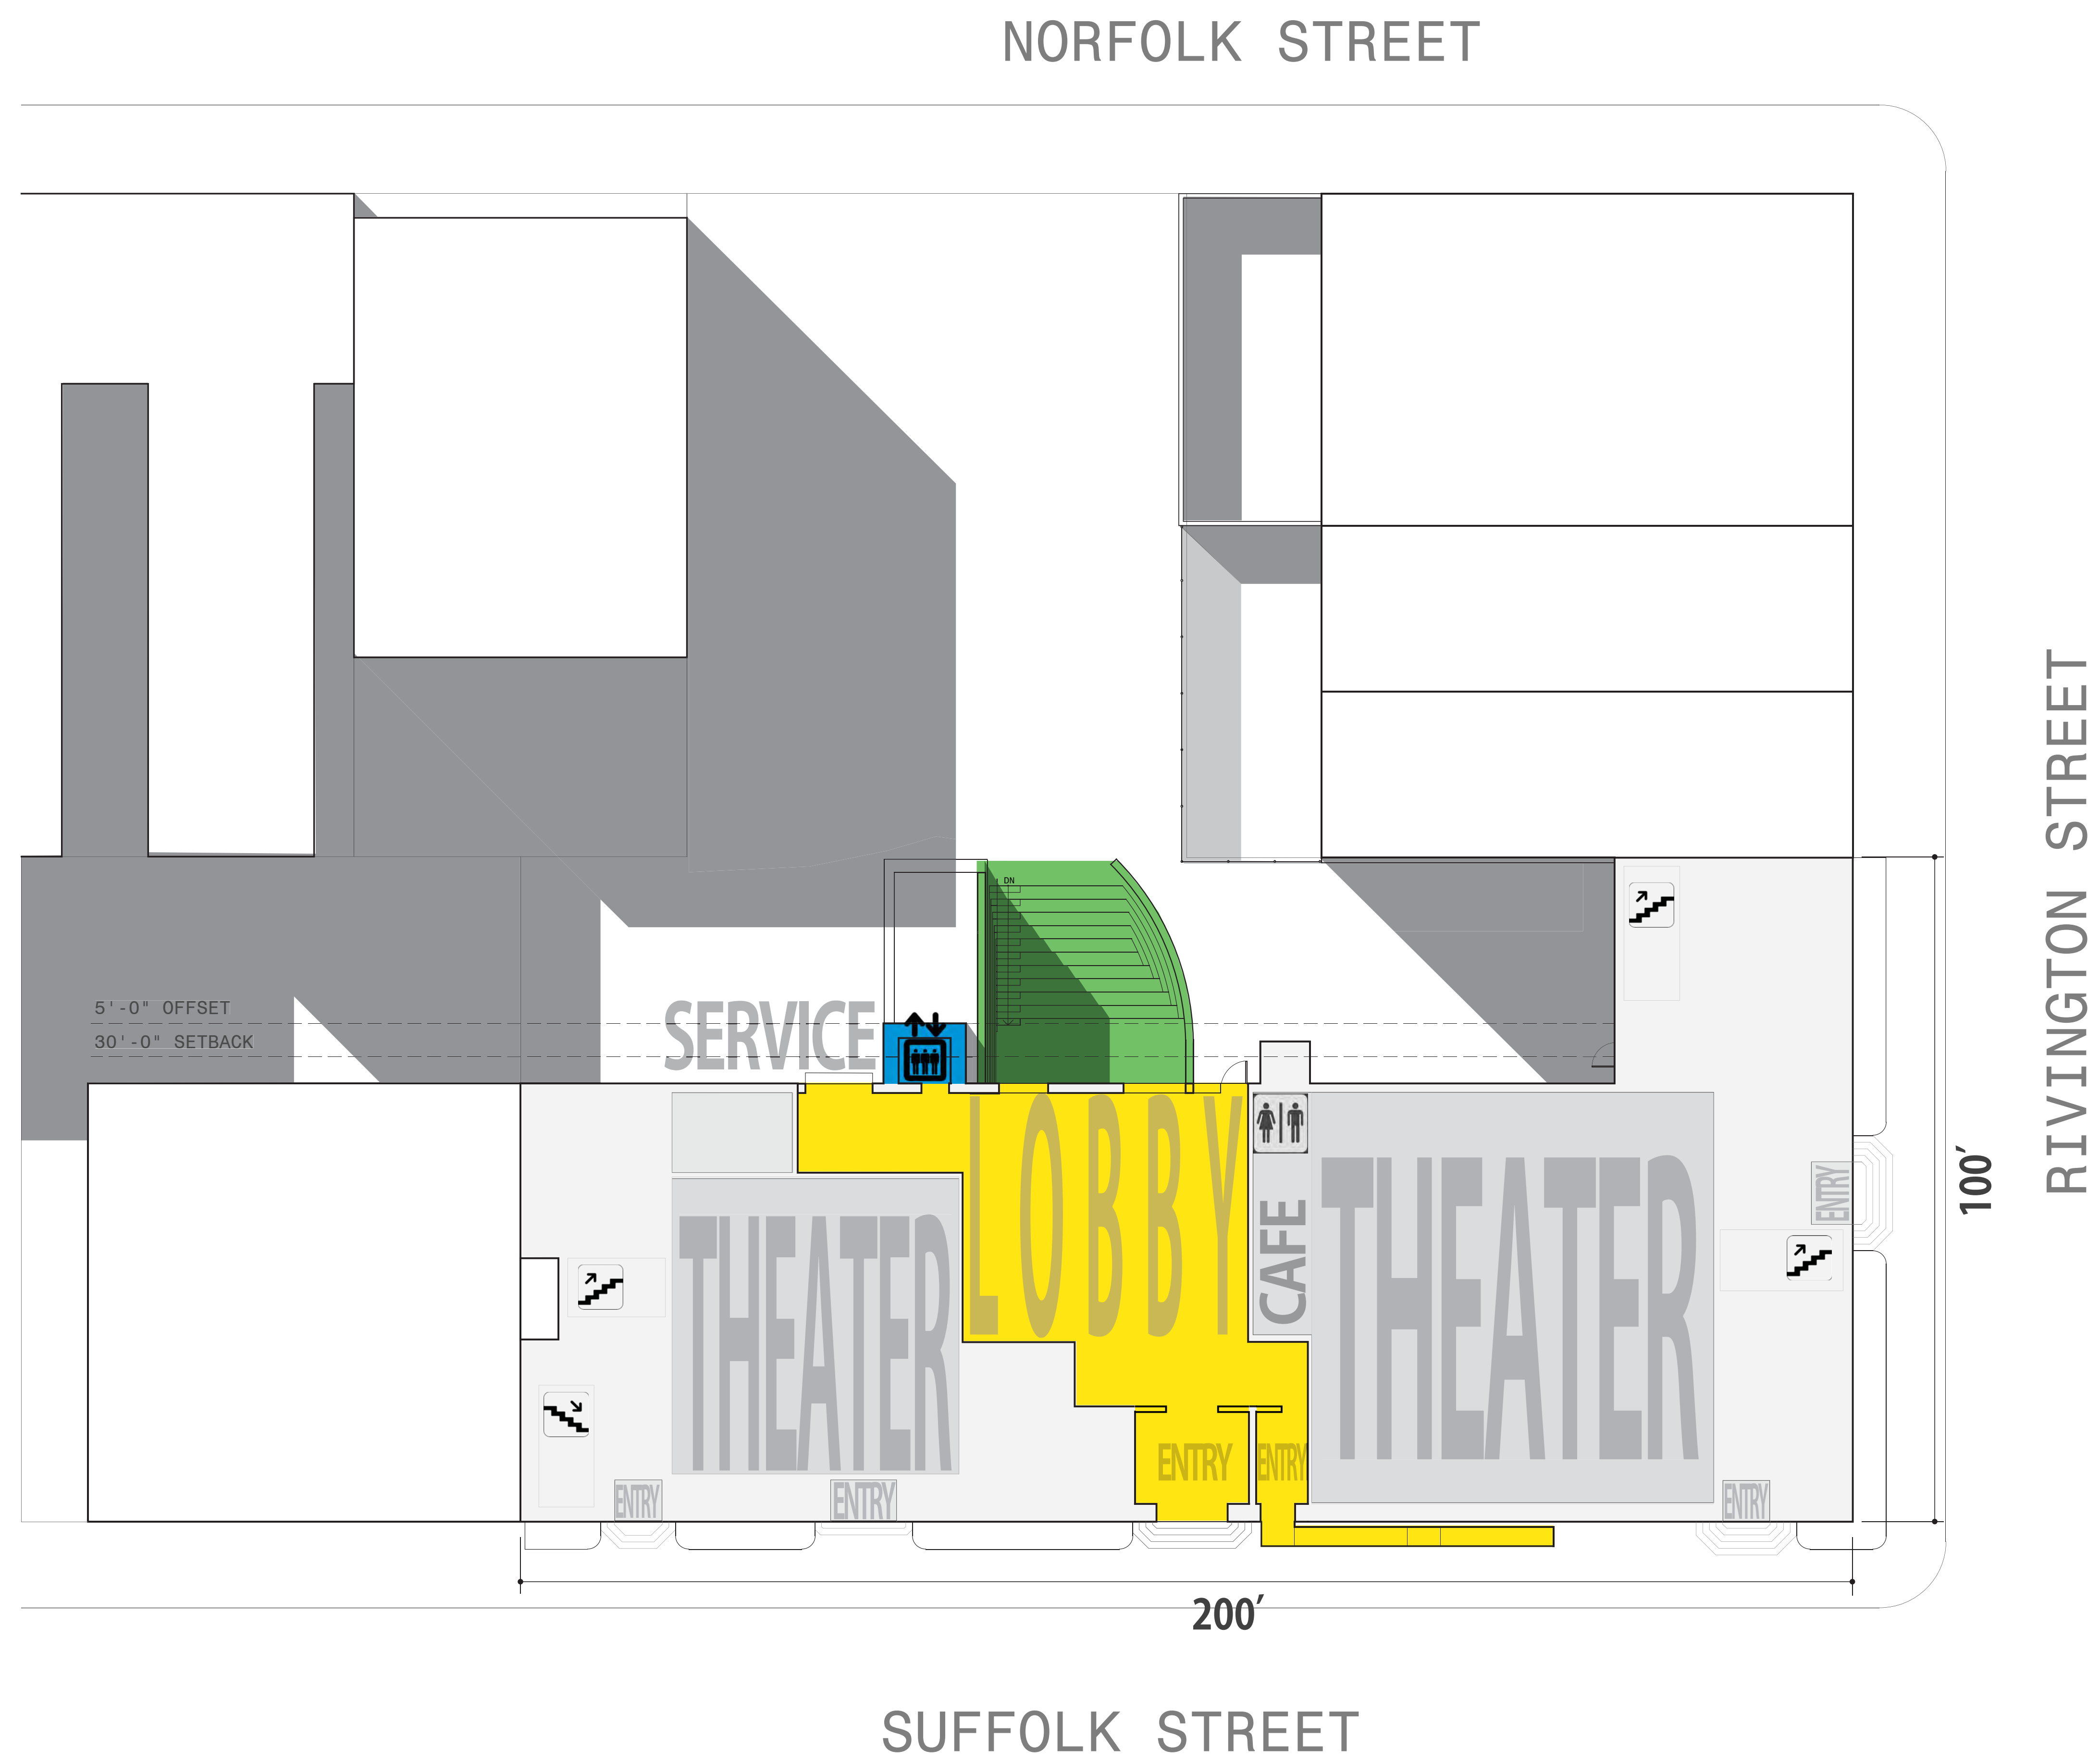 NORFOLK STREET
DN
5'-0" OFFSET
SERVICE
30'-0" SETBACK
RIVINGTON STREET
LOBBY
CAFE
THEATER
THEATER
ENTRY
100′
ENTRY
ENTRY
ENTRY
ENTRY
ENTRY
200′
SUFFOLK STREET